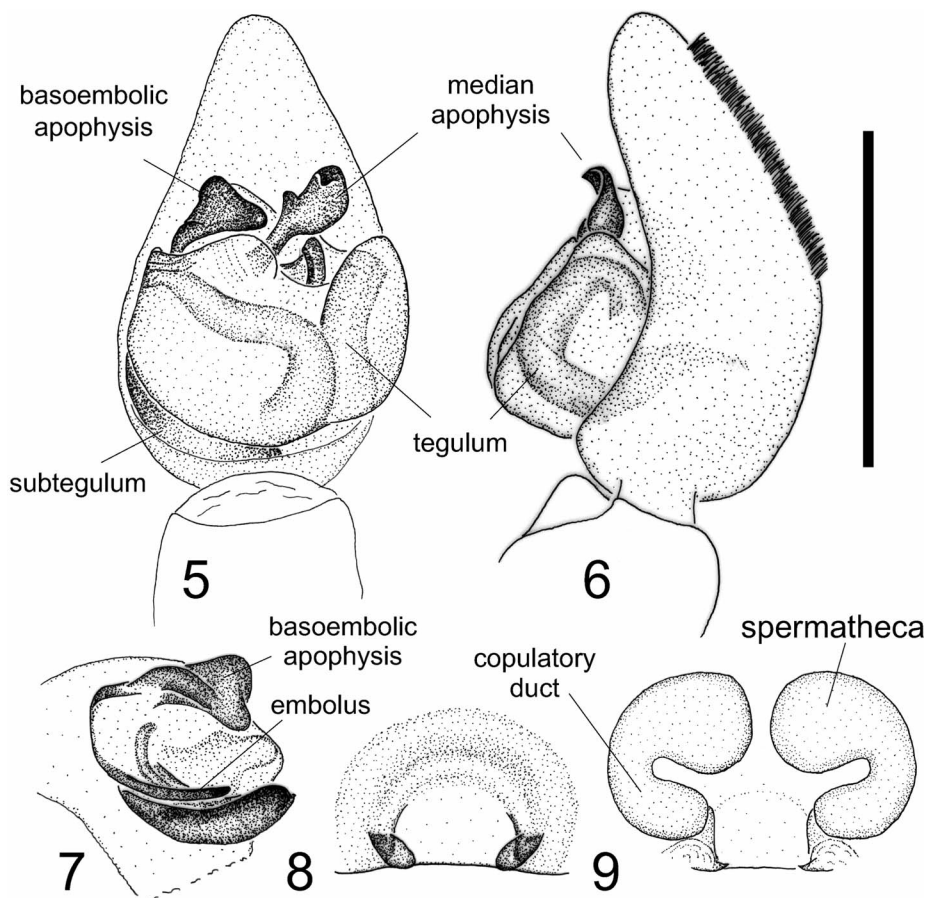 basoembolic
apophysis
median
apophysis
tegulum
subtegulum
5
6
basoembolic
apophysis
embolus
copulatory
duct
spermatheca
7
8
9